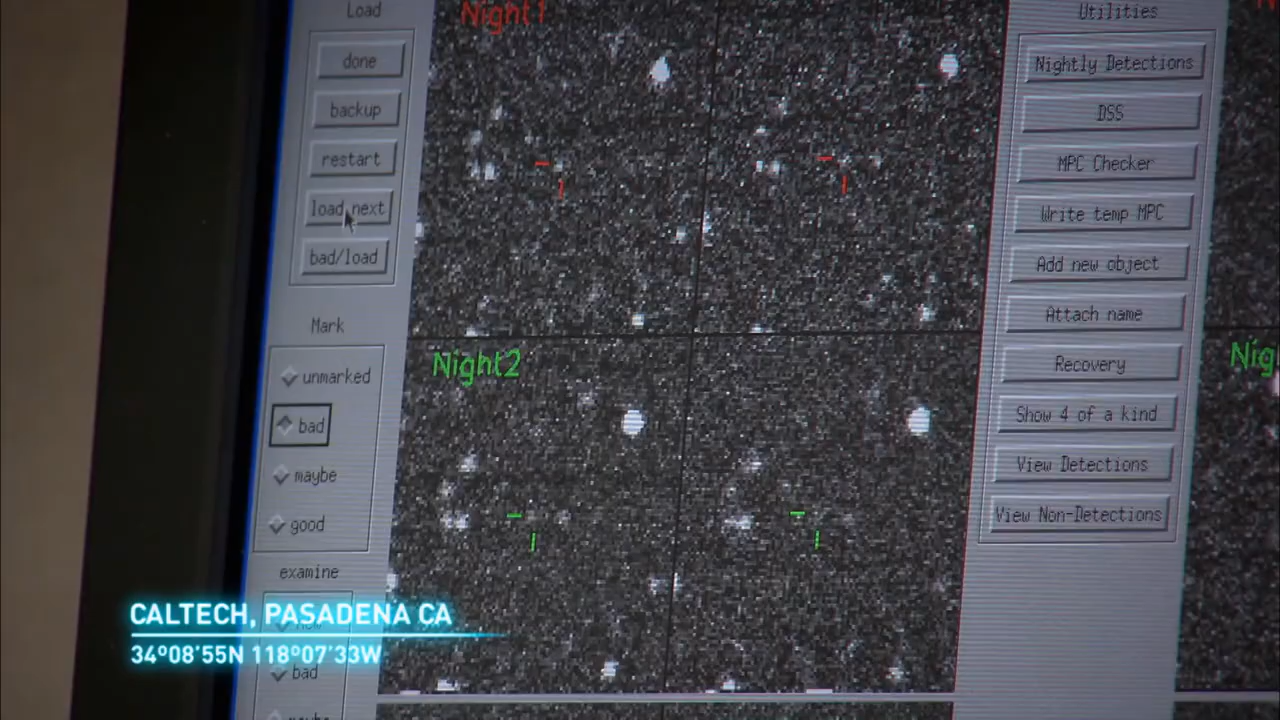 Load
done
backup
restart
load next
bad/load
Mark
unmarked
bad
maybe
good
examine
bad
Night1
Night2
Utilities
Nightly Detections
DSS
MPC Checker
Write temp MPC
Add new object
Attach name
Recovery
Show 4 of a kind
View Detections
View Non-Detections
Nig
CALTECH, PASADENA CA
34°08'55N 118°07'33W